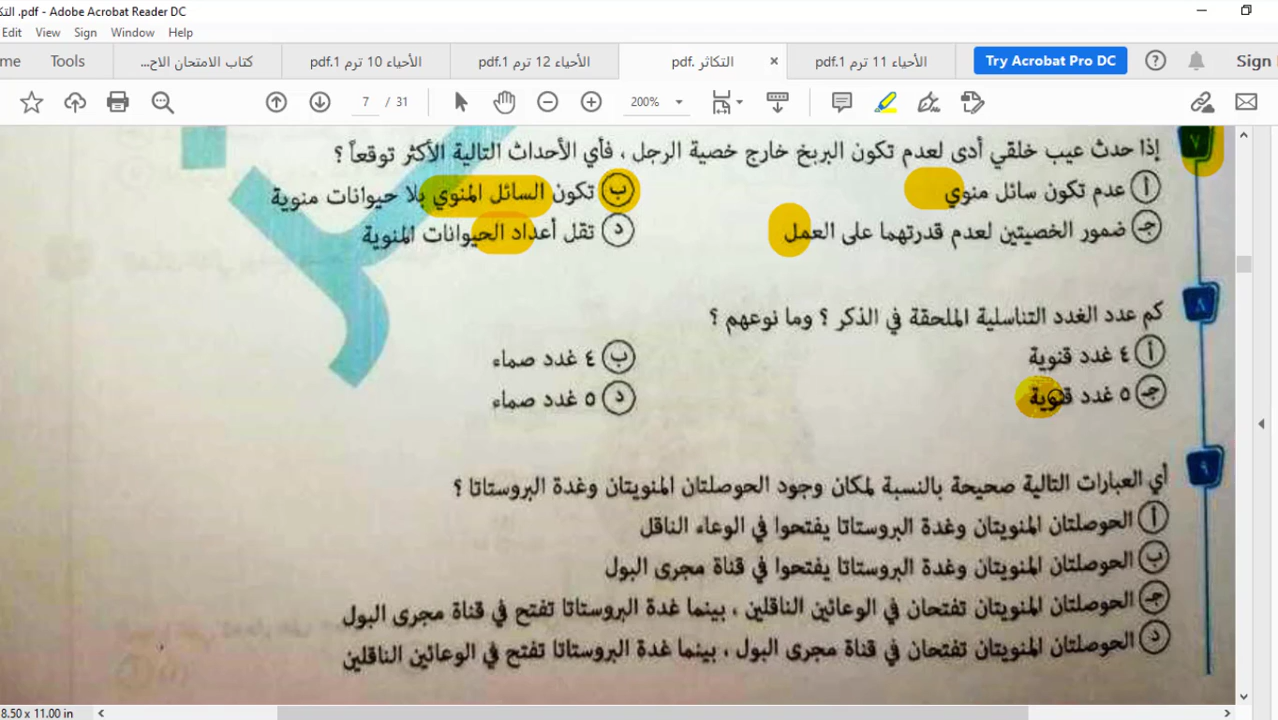 التكا .pdf - Adobe Acrobat Reader DC
Edit View Sign Window Help
me Tools كتاب الامتحان الاح... الأحياء 10 ترم 1.pdf الأحياء 12 ترم 1.pdf التكاثر .pdf × الأحياء 11 ترم 1.pdf Try Acrobat Pro DC Sign
7 / 31 200%
٧ إذا حدث عيب خلقي أدى لعدم تكون البربخ خارج خصية الرجل ، فأي الأحداث التالية الأكثر توقعاً ؟
أ عدم تكون سائل منوي ب تكون السائل المنوي بلا حيوانات منوية
جـ ضمور الخصيتين لعدم قدرتهما على العمل د تقل أعداد الحيوانات المنوية
٨ كم عدد الغدد التناسلية الملحقة في الذكر ؟ وما نوعهم ؟
أ ٤ غدد قنوية ب ٤ غدد صماء
جـ ٥ غدد قنوية د ٥ غدد صماء
٩ أي العبارات التالية صحيحة بالنسبة لمكان وجود الحوصلتان المنويتان وغدة البروستاتا ؟
أ الحوصلتان المنويتان وغدة البروستاتا يفتحوا في الوعاء الناقل
ب الحوصلتان المنويتان وغدة البروستاتا يفتحوا في قناة مجرى البول
جـ الحوصلتان المنويتان تفتحان في الوعائين الناقلين ، بينما غدة البروستاتا تفتح في قناة مجرى البول
د الحوصلتان المنويتان تفتحان في قناة مجرى البول ، بينما غدة البروستاتا تفتح في الوعائين الناقلين
8.50 x 11.00 in